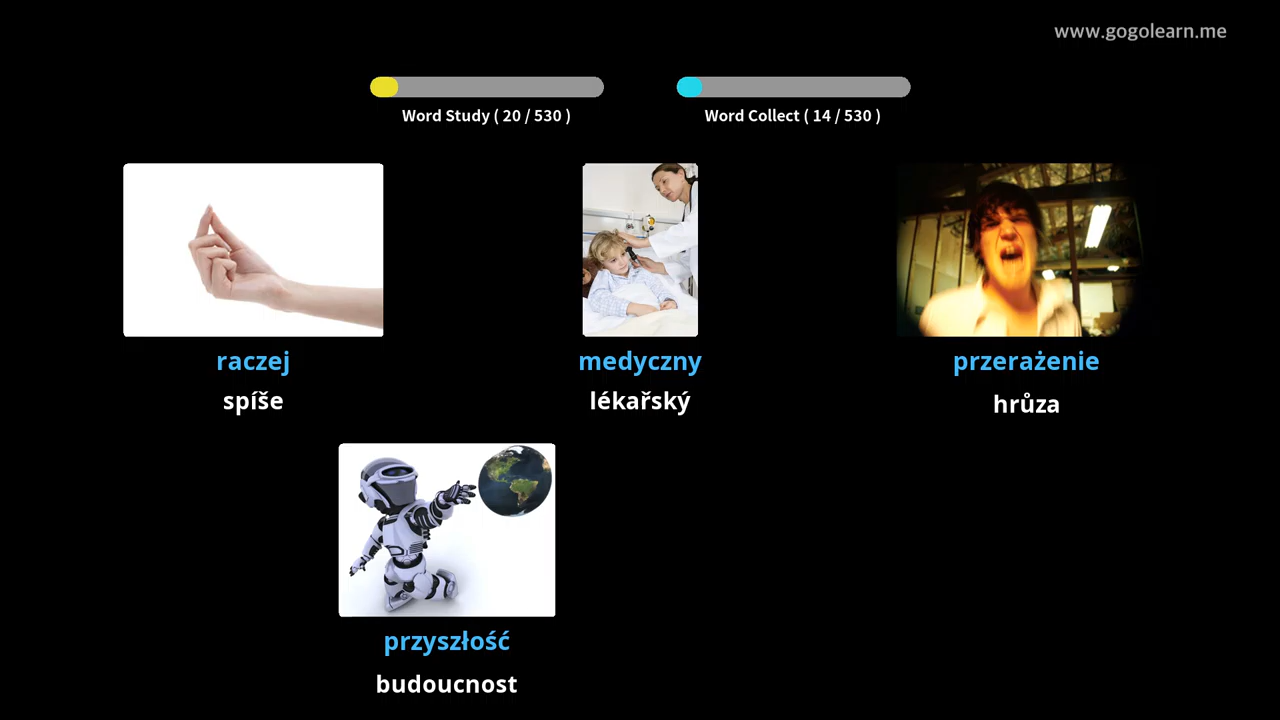 www.gogolearn.me
Word Study ( 20 / 530 )
Word Collect ( 14 / 530 )
raczej
spíše
medyczny
lékařský
przerażenie
hrůza
przyszłość
budoucnost